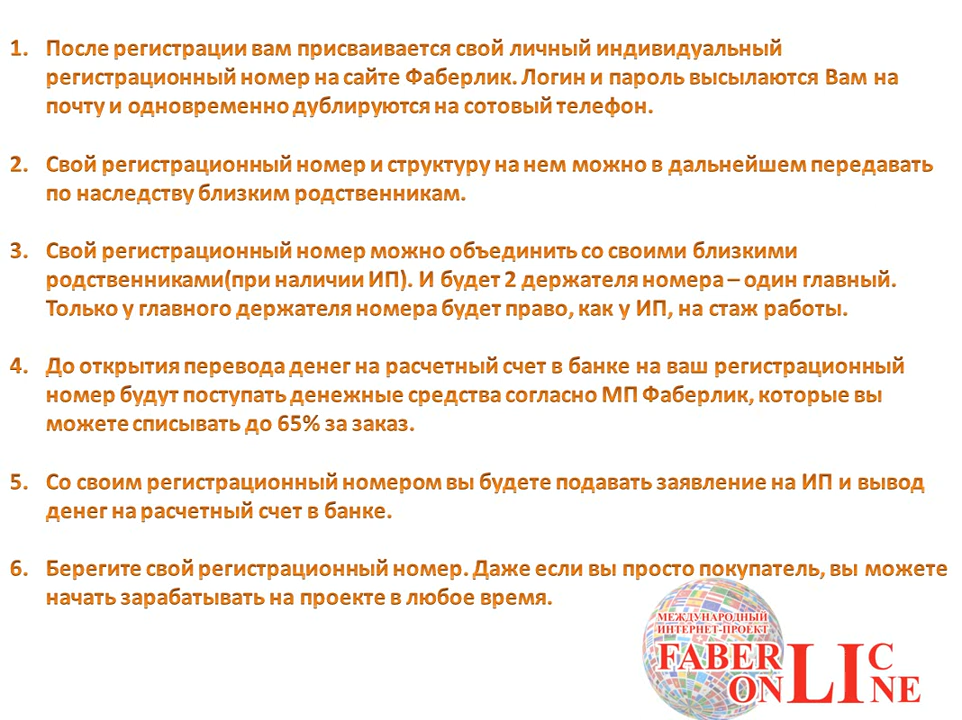 1. После регистрации вам присваивается свой личный индивидуальный
регистрационный номер на сайте Фаберлик. Логин и пароль высылаются Вам на
почту и одновременно дублируются на сотовый телефон.
2. Свой регистрационный номер и структуру на нем можно в дальнейшем передавать
по наследству близким родственникам.
3. Свой регистрационный номер можно объединить со своими близкими
родственниками(при наличии ИП). И будет 2 держателя номера – один главный.
Только у главного держателя номера будет право, как у ИП, на стаж работы.
4. До открытия перевода денег на расчетный счет в банке на ваш регистрационный
номер будут поступать денежные средства согласно МП Фаберлик, которые вы
можете списывать до 65% за заказ.
5. Со своим регистрационный номером вы будете подавать заявление на ИП и вывод
денег на расчетный счет в банке.
6. Берегите свой регистрационный номер. Даже если вы просто покупатель, вы можете
начать зарабатывать на проекте в любое время.
МЕЖДУНАРОДНЫЙ
ИНТЕРНЕТ-ПРОЕКТ
FABERLIC
ONLINE